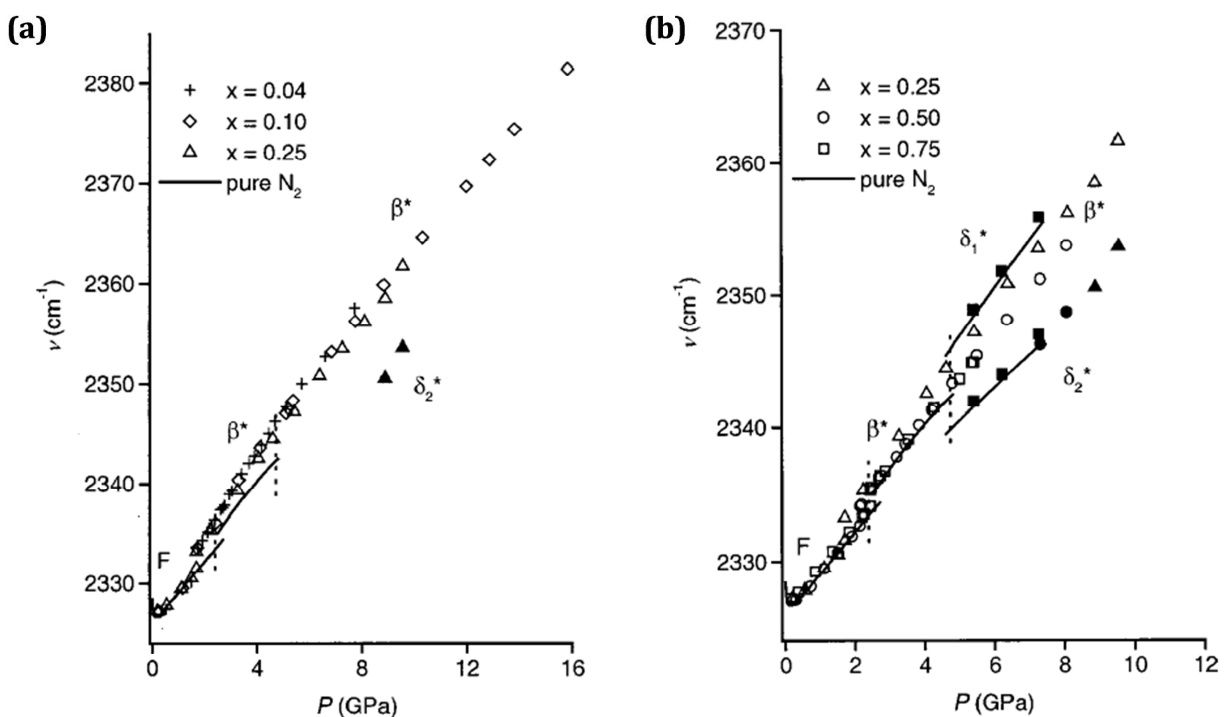 (a)
2380
2370
2360
2350
2340
2330
ν (cm⁻¹)
x = 0.04
x = 0.10
x = 0.25
pure N₂
β*
δ₂*
β*
F
0
4
8
12
16
P (GPa)
(b)
2370
2360
2350
2340
2330
ν (cm⁻¹)
x = 0.25
x = 0.50
x = 0.75
pure N₂
β*
δ₁*
δ₂*
β*
F
0
2
4
6
8
10
12
P (GPa)